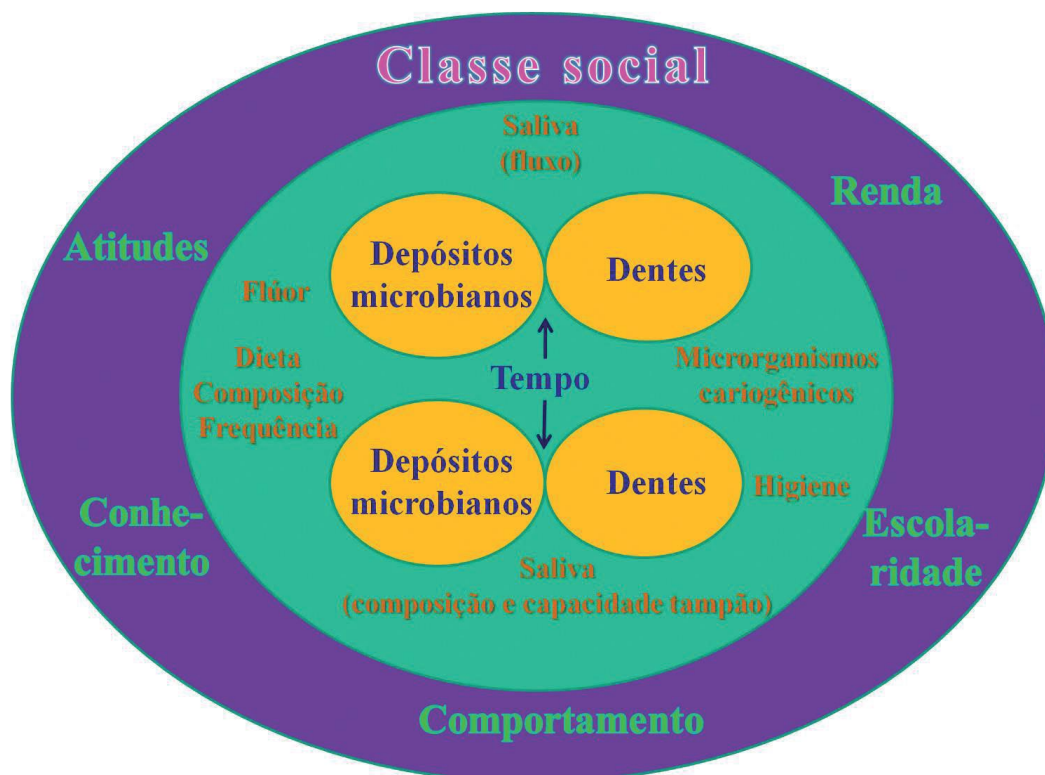 Classe social
Saliva
(fluxo)
Renda
Atitudes
Depósitos
microbianos
Dentes
Flúor
Dieta
Composição
Frequência
Tempo
Microrganismos
cariogênicos
Depósitos
microbianos
Dentes
Higiene
Conhe-
cimento
Escola-
ridade
Saliva
(composição e capacidade tampão)
Comportamento